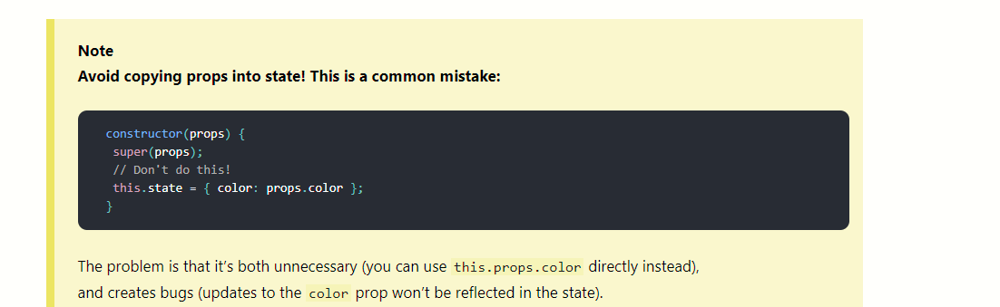 Note
Avoid copying props into state! This is a common mistake:
constructor(props) {
 super(props);
 // Don't do this!
 this.state = { color: props.color };
}
The problem is that it’s both unnecessary (you can use this.props.color directly instead),
and creates bugs (updates to the color prop won’t be reflected in the state).